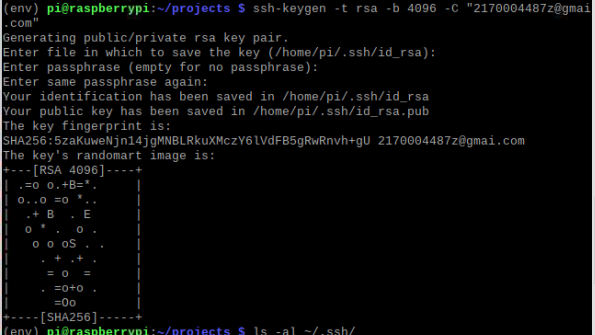 (env) pi@raspberrypi:~/projects $ ssh-keygen -t rsa -b 4096 -C "2170004487z@gmai
.com"
Generating public/private rsa key pair.
Enter file in which to save the key (/home/pi/.ssh/id_rsa):
Enter passphrase (empty for no passphrase):
Enter same passphrase again:
Your identification has been saved in /home/pi/.ssh/id_rsa
Your public key has been saved in /home/pi/.ssh/id_rsa.pub
The key fingerprint is:
SHA256:5zaKuweNjn14jgMNBLRkuXMczY6lVdFB5gRwRnvh+gU 2170004487z@gmai.com
The key's randomart image is:
+---[RSA 4096]----+
| .=o o.+B=*.     |
| o..o =o *..     |
|  .+ B  . E      |
|  o * .  o .     |
|   o o oS . .    |
|    . + .+ .     |
|     = o  =      |
|    . =o+o .     |
|      =Oo        |
+----[SHA256]-----+
(env) pi@raspberrypi:~/projects $ ls -al ~/.ssh/